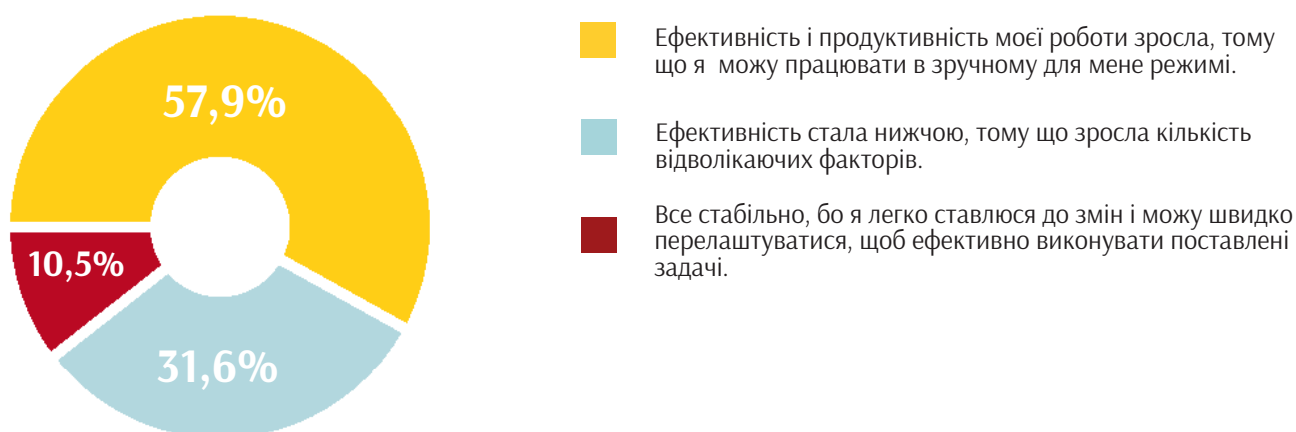 57,9%
10,5%
31,6%
Ефективність і продуктивність моєї роботи зросла, тому
що я можу працювати в зручному для мене режимі.
Ефективність стала нижчою, тому що зросла кількість
відволікаючих факторів.
Все стабільно, бо я легко ставлюся до змін і можу швидко
перелаштуватися, щоб ефективно виконувати поставлені
задачі.